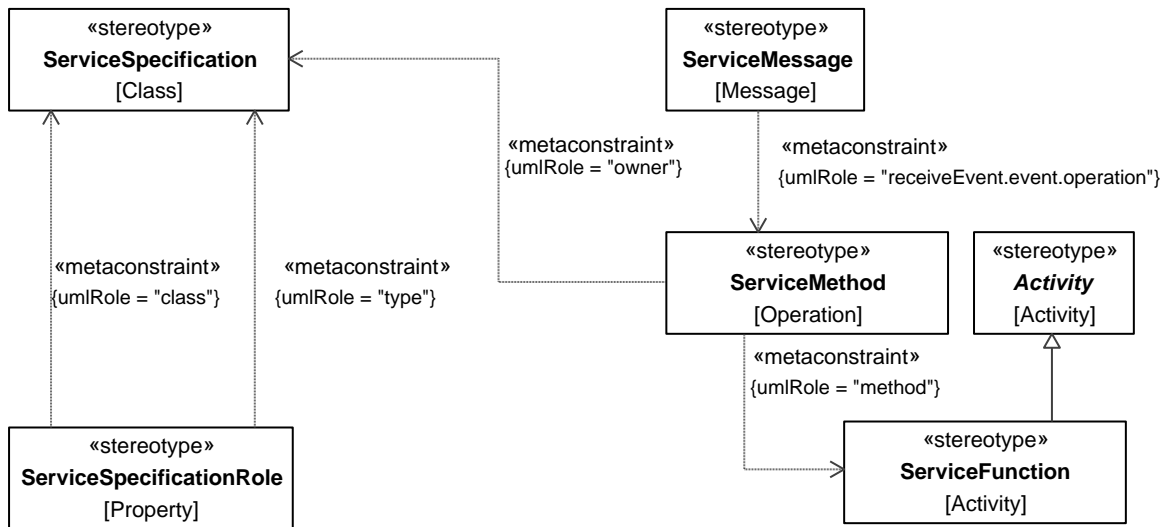 «stereotype»
ServiceSpecification
[Class]
«stereotype»
ServiceMessage
[Message]
«metaconstraint»
{umlRole = "owner"}
«metaconstraint»
{umlRole = "receiveEvent.event.operation"}
«stereotype»
ServiceMethod
[Operation]
«stereotype»
Activity
[Activity]
«metaconstraint»
{umlRole = "class"}
«metaconstraint»
{umlRole = "type"}
«metaconstraint»
{umlRole = "method"}
«stereotype»
ServiceSpecificationRole
[Property]
«stereotype»
ServiceFunction
[Activity]